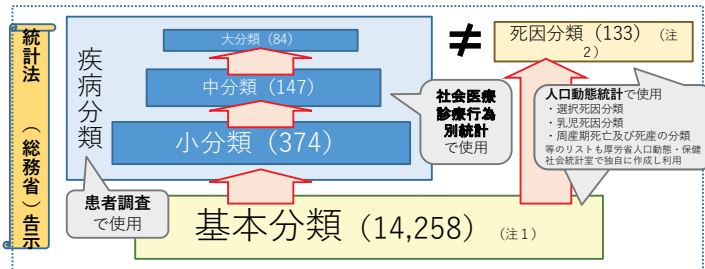 統計法
（総務省）告示
疾病分類
大分類（84）
中分類（147）
小分類（374）
患者調査
で使用
社会医療
診療行為
別統計
で使用
≠
死因分類（133）（注
2）
人口動態統計で使用
・選択死因分類
・乳児死因分類
・周産期死亡及び死産の分類
等のリストも厚労省人口動態・保健
社会統計室で独自に作成し利用
基本分類（14,258）（注１）